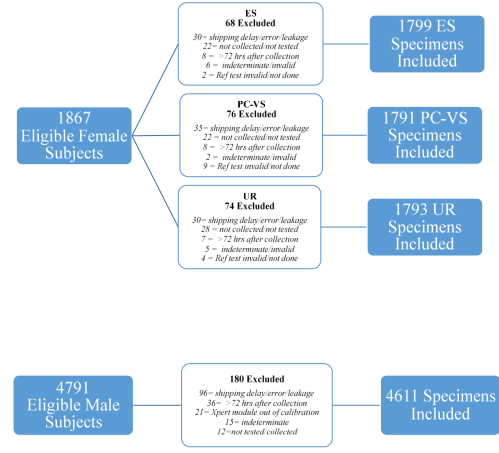 ES
68 Excluded
30= shipping delay/error/leakage
22= not collected/not tested
8 = >72 hrs after collection
6 = indeterminate/invalid
2 = Ref test invalid/not done
1799 ES
Specimens
Included
1867
Eligible Female
Subjects
PC-VS
76 Excluded
35= shipping delay/error/leakage
22 = not collected/not tested
8 = >72 hrs after collection
2 = indeterminate/invalid
9 = Ref test invalid/not done
1791 PC-VS
Specimens
Included
UR
74 Excluded
30= shipping delay/error/leakage
28 = not collected/not tested
7 = >72 hrs after collection
5 = indeterminate/invalid
4 = Ref test invalid/not done
1793 UR
Specimens
Included
4791
Eligible Male
Subjects
180 Excluded
96= shipping delay/error/leakage
36= >72 hrs after collection
21= Xpert module out of calibration
15= indeterminate
12=not tested/collected
4611 Specimens
Included